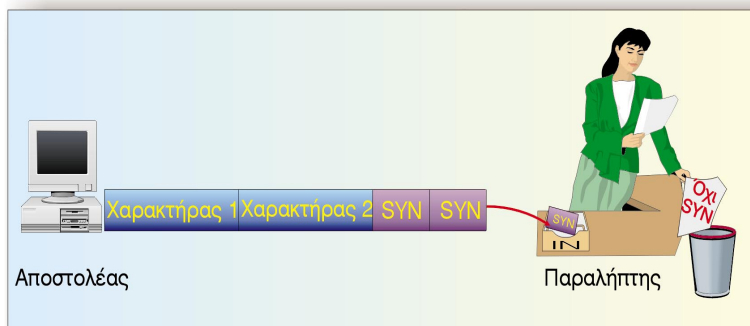 Χαρακτήρας 1 Χαρακτήρας 2 SYN SYN
SYN
IN
Όχι
SYN
Αποστολέας
Παραλήπτης